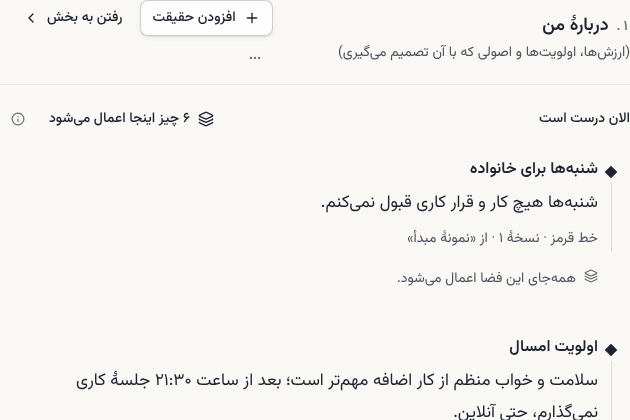 ۱. دربارهٔ من
افزودن حقیقت
رفتن به بخش
(ارزش‌ها، اولویت‌ها و اصولی که با آن تصمیم می‌گیری)
...
الان درست است
۶ چیز اینجا اعمال می‌شود
شنبه‌ها برای خانواده
شنبه‌ها هیچ کار و قرار کاری قبول نمی‌کنم.
خط قرمز · نسخهٔ ۱ · از «نمونهٔ مبدأ»
همه‌جای این فضا اعمال می‌شود.
اولویت امسال
سلامت و خواب منظم از کار اضافه مهم‌تر است؛ بعد از ساعت ۲۱:۳۰ جلسهٔ کاری
نمی‌گذارم، حتی آنلاین.